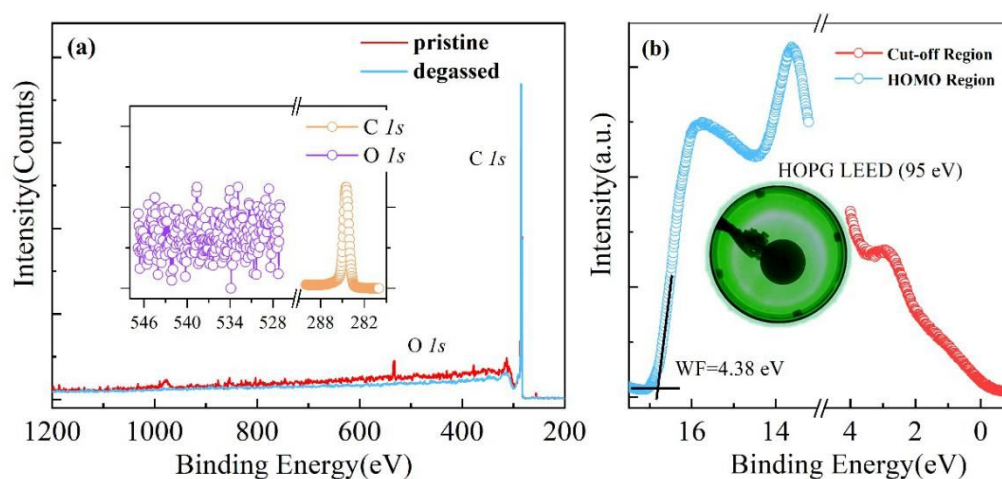 (a)
pristine
degassed
C 1s
O 1s
C 1s
O 1s
546 540 534 528 288 282
1200 1000 800 600 400 200
Binding Energy(eV)
Intensity(Counts)
(b)
Cut-off Region
HOMO Region
HOPG LEED (95 eV)
WF=4.38 eV
16 14 4 2 0
Binding Energy(eV)
Intensity(a.u.)